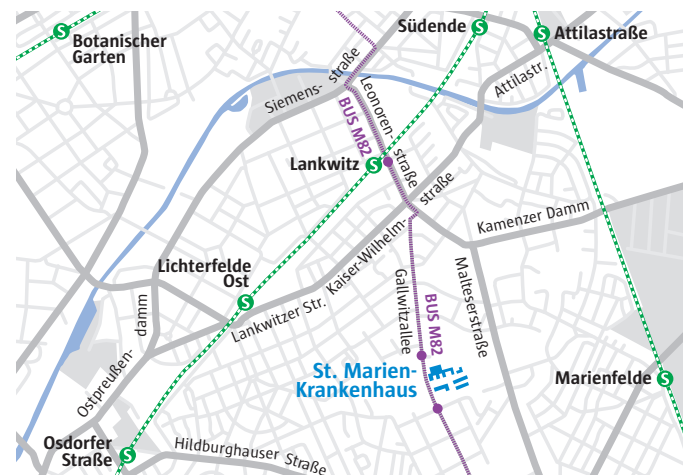 S
Botanischer
Garten
Südende
S
S
Attilastraße
Siemens-
straße
Leonoren-
straße
Attilastr.
BUS M82
Lankwitz
S
Kaiser-Wilhelm-
straße
Kamenzer Damm
Lichterfelde
Ost
S
Lankwitzer Str.
Gallwitzallee
BUS M82
Malteserstraße
Ostpreußen-
damm
St. Marien-
Krankenhaus
Marienfelde
S
Osdorfer
Straße
S
Hildburghauser Straße